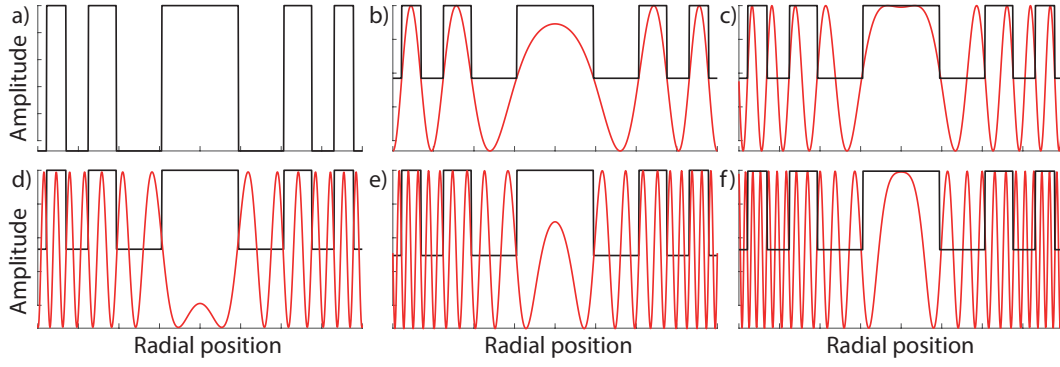 a) b) c)
Amplitude
d) e) f)
Amplitude
Radial position Radial position Radial position